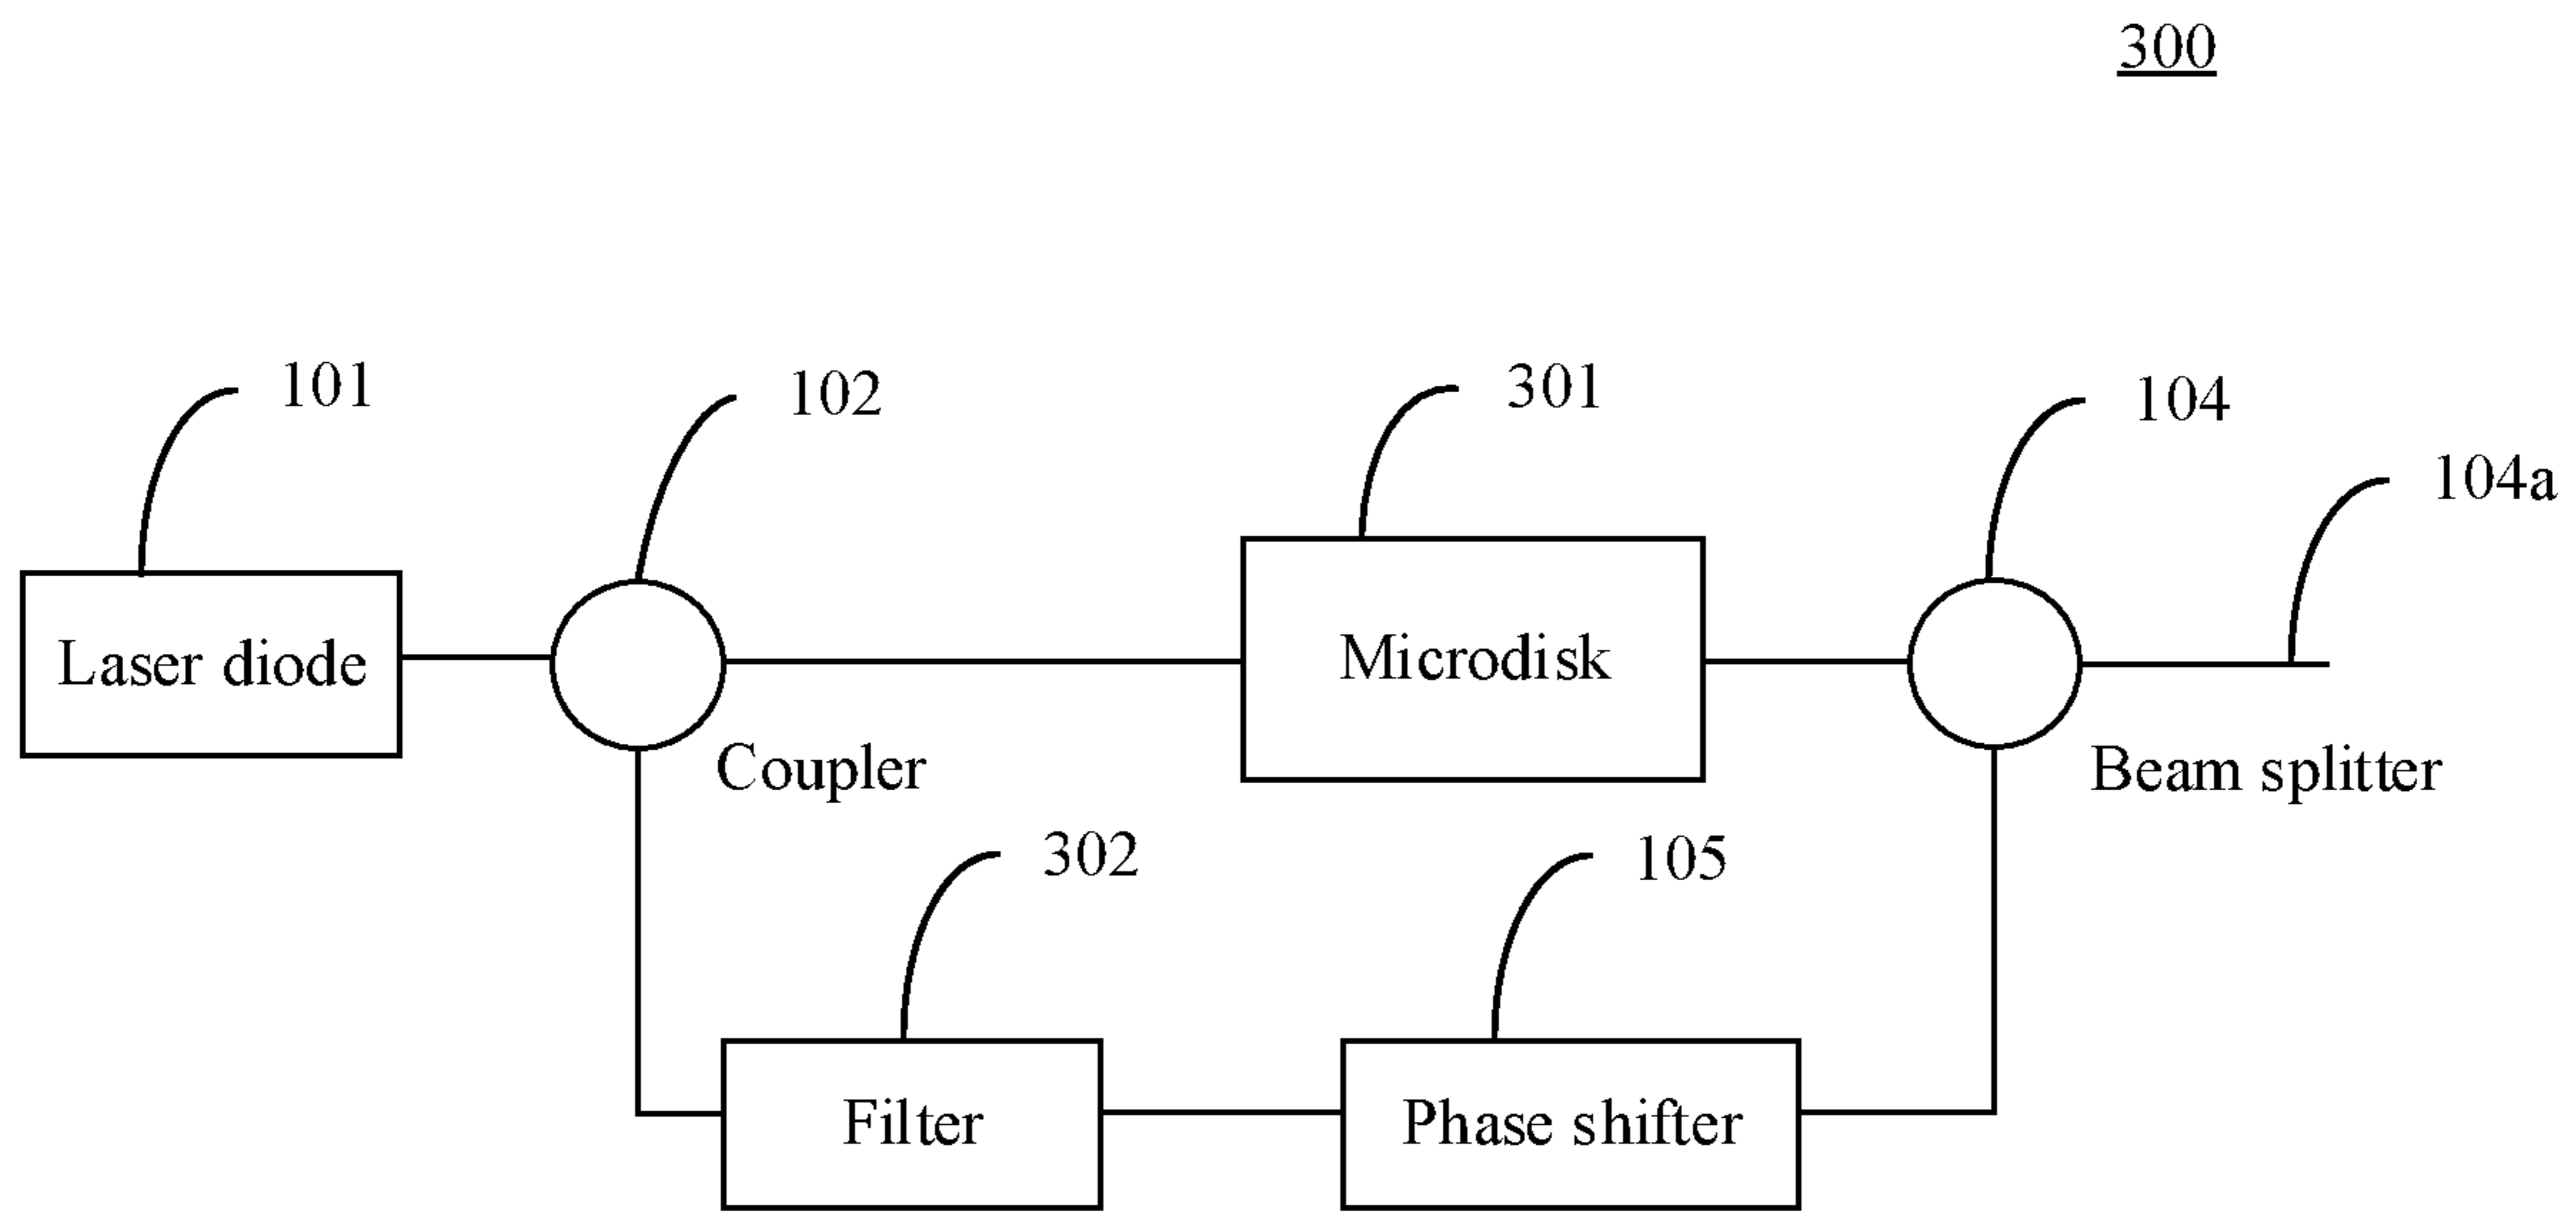 300
101
102
301
104
104a
Laser diode
Microdisk
Coupler
Beam splitter
302
105
Filter
Phase shifter